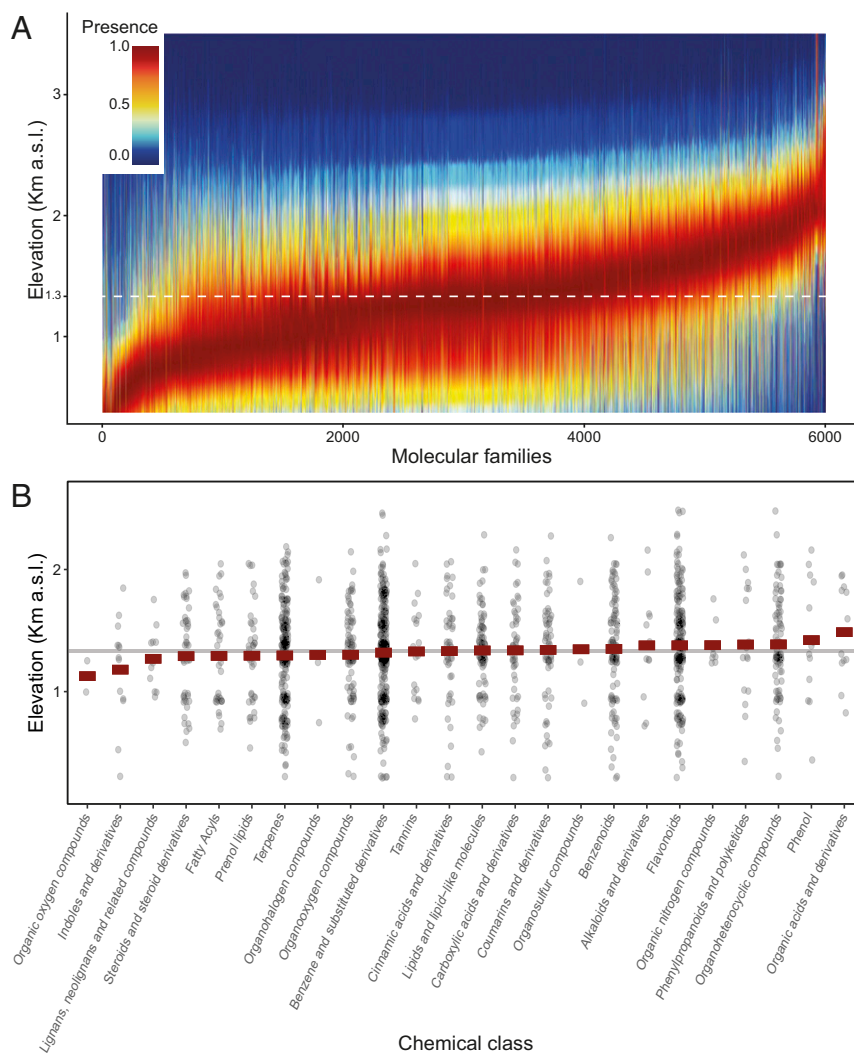 A
Presence
1.0
0.5
0.0
Elevation (Km a.s.l.)
3
2
1.3
1
0
2000
4000
6000
Molecular families
B
Elevation (Km a.s.l.)
2
1
Organic oxygen compounds
Indoles and derivatives
Lignans, neolignans and related compounds
Steroids and steroid derivatives
Fatty Acyls
Prenol lipids
Terpenes
Organohalogen compounds
Organooxygen compounds
Benzene and substituted derivatives
Tannins
Cinnamic acids and derivatives
Lipids and lipid−like molecules
Carboxylic acids and derivatives
Coumarins and derivatives
Organosulfur compounds
Benzenoids
Alkaloids and derivatives
Flavonoids
Organic nitrogen compounds
Phenylpropanoids and polyketides
Organoheterocyclic compounds
Phenol
Organic acids and derivatives
Chemical class